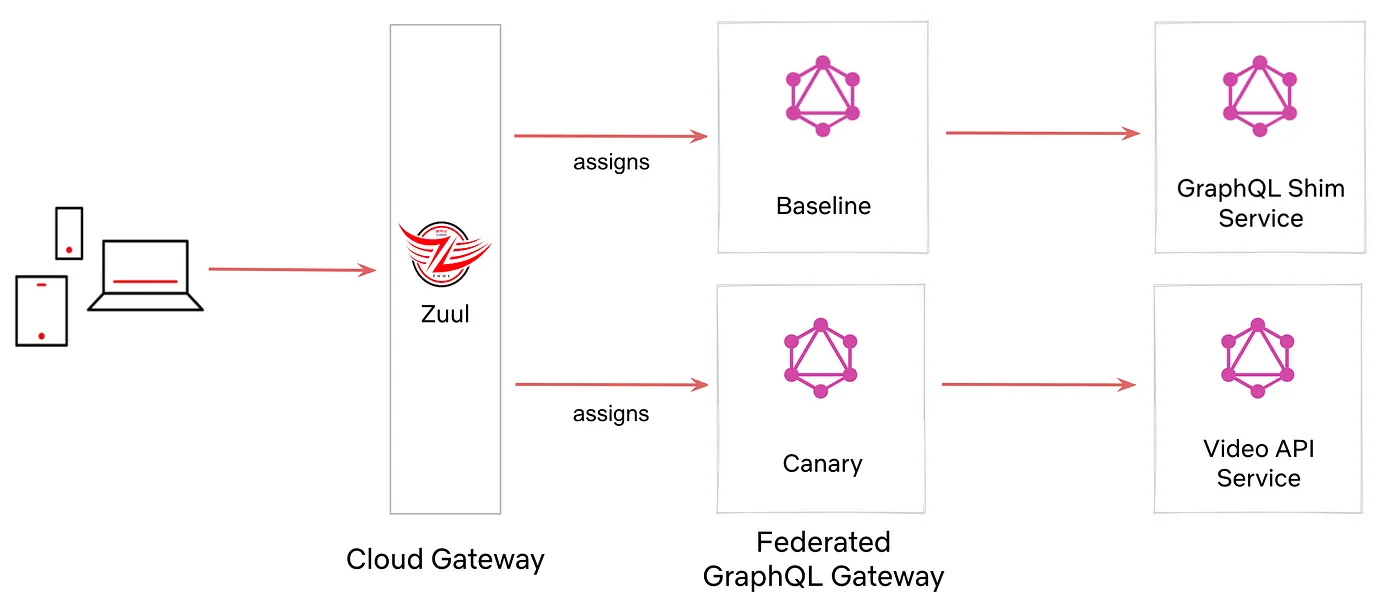 assigns
Baseline
GraphQL Shim
Service
Zuul
assigns
Canary
Video API
Service
Cloud Gateway
Federated
GraphQL Gateway